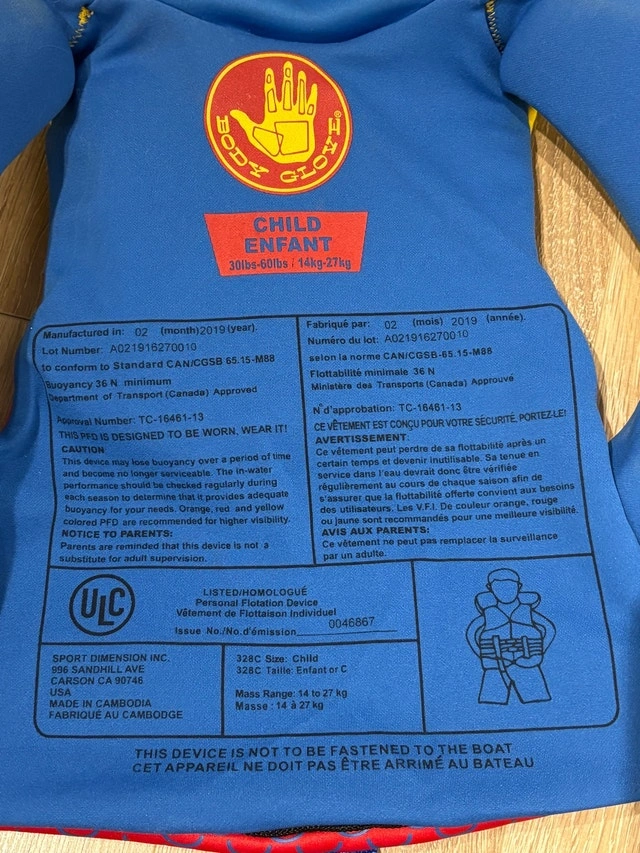 BODY GLOVE®
CHILD
ENFANT
30lbs-60lbs / 14kg-27kg
Manufactured in: 02 (month) 2019 (year).
Lot Number: A021916270010
to conform to Standard CAN/CGSB 65.15-M88
Buoyancy 36 N minimum
Department of Transport (Canada) Approved
Approval Number: TC-16461-13
THIS PFD IS DESIGNED TO BE WORN, WEAR IT!
CAUTION:
This device may lose buoyancy over a period of time
and become no longer serviceable. The in-water
performance should be checked regularly during
each season to determine that it provides adequate
buoyancy for your needs. Orange, red and yellow
colored PFD are recommended for higher visibility.
NOTICE TO PARENTS:
Parents are reminded that this device is not a
substitute for adult supervision.
Fabriqué par: 02 (mois) 2019 (année).
Numéro du lot: A021916270010
selon la norme CAN/CGSB-65.15-M88
Flottabilité minimale 36 N
Ministère des Transports (Canada) Approuvé
N°d'approbation: TC-16461-13
CE VÊTEMENT EST CONÇU POUR VOTRE SÉCURITÉ, PORTEZ-LE!
AVERTISSEMENT:
Ce vêtement peut perdre de sa flottabilité après un
certain temps et devenir inutilisable. Sa tenue en
service dans l'eau devrait donc être vérifiée
régulièrement au cours de chaque saison afin de
s'assurer que la flottabilité offerte convient aux besoins
des utilisateurs. Les V.F.I. De couleur orange, rouge
ou jaune sont recommandés pour une meilleure visibilité.
AVIS AUX PARENTS:
Ce vêtement ne peut pas remplacer la surveillance
par un adulte.
ULC
LISTED/HOMOLOGUÉ
Personal Flotation Device
Vêtement de Flottaison Individuel
Issue No./No.d'émission 0046867
SPORT DIMENSION INC.
996 SANDHILL AVE
CARSON CA 90746
USA
MADE IN CAMBODIA
FABRIQUÉ AU CAMBODGE
328C Size: Child
328C Taille: Enfant or C
Mass Range: 14 to 27 kg
Masse : 14 à 27 kg
THIS DEVICE IS NOT TO BE FASTENED TO THE BOAT
CET APPAREIL NE DOIT PAS ÊTRE ARRIMÉ AU BATEAU